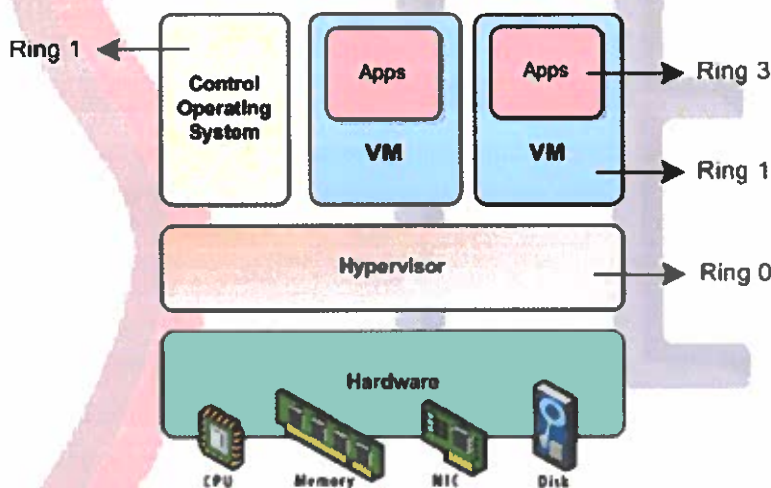 Ring 1
Control
Operating
System
Apps
VM
Apps
VM
Ring 3
Ring 1
Hypervisor
Ring 0
Hardware
CPU
Memory
NIC
Disk